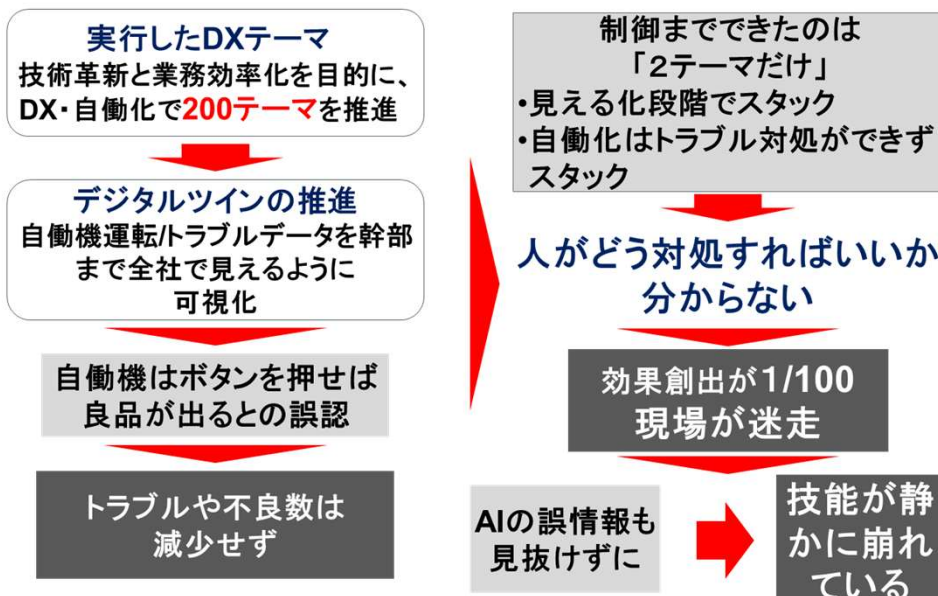 実行したDXテーマ
技術革新と業務効率化を目的に、
DX・自働化で200テーマを推進
デジタルツインの推進
自働機運転/トラブルデータを幹部
まで全社で見えるように
可視化
自働機はボタンを押せば
良品が出るとの誤認
トラブルや不良数は
減少せず
制御までできたのは
「２テーマだけ」
・見える化段階でスタック
・自働化はトラブル対処ができず
スタック
人がどう対処すればいいか
分からない
効果創出が1/100
現場が迷走
AIの誤情報も
見抜けずに
技能が静
かに崩れ
ている